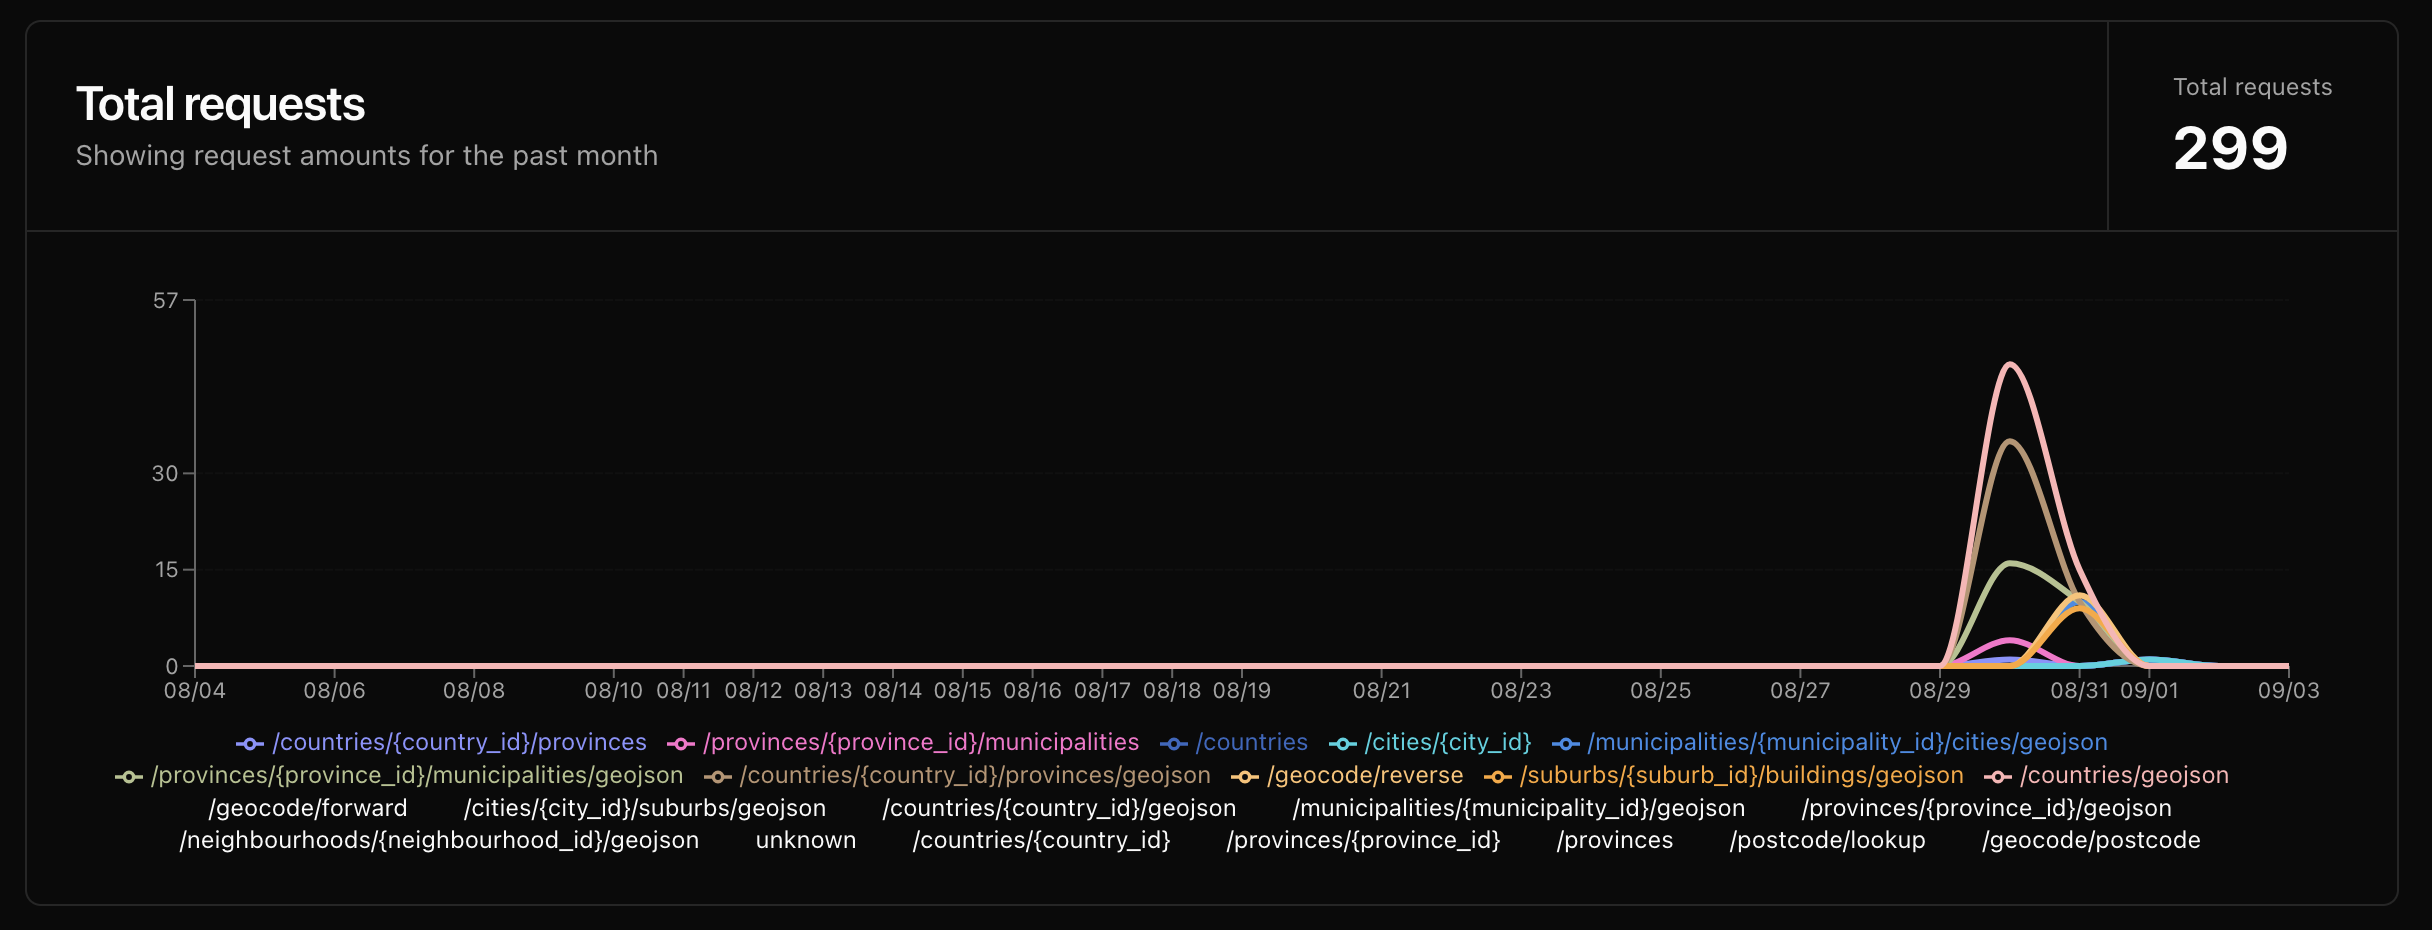 Total requests
Showing request amounts for the past month
Total requests
299
57
30
15
0
08/04 08/06 08/08 08/10 08/11 08/12 08/13 08/14 08/15 08/16 08/17 08/18 08/19 08/21 08/23 08/25 08/27 08/29 08/31 09/01 09/03
/countries/{country_id}/provinces /provinces/{province_id}/municipalities /countries /cities/{city_id} /municipalities/{municipality_id}/cities/geojson
/provinces/{province_id}/municipalities/geojson /countries/{country_id}/provinces/geojson /geocode/reverse /suburbs/{suburb_id}/buildings/geojson /countries/geojson
/geocode/forward /cities/{city_id}/suburbs/geojson /countries/{country_id}/geojson /municipalities/{municipality_id}/geojson /provinces/{province_id}/geojson
/neighbourhoods/{neighbourhood_id}/geojson unknown /countries/{country_id} /provinces/{province_id} /provinces /postcode/lookup /geocode/postcode